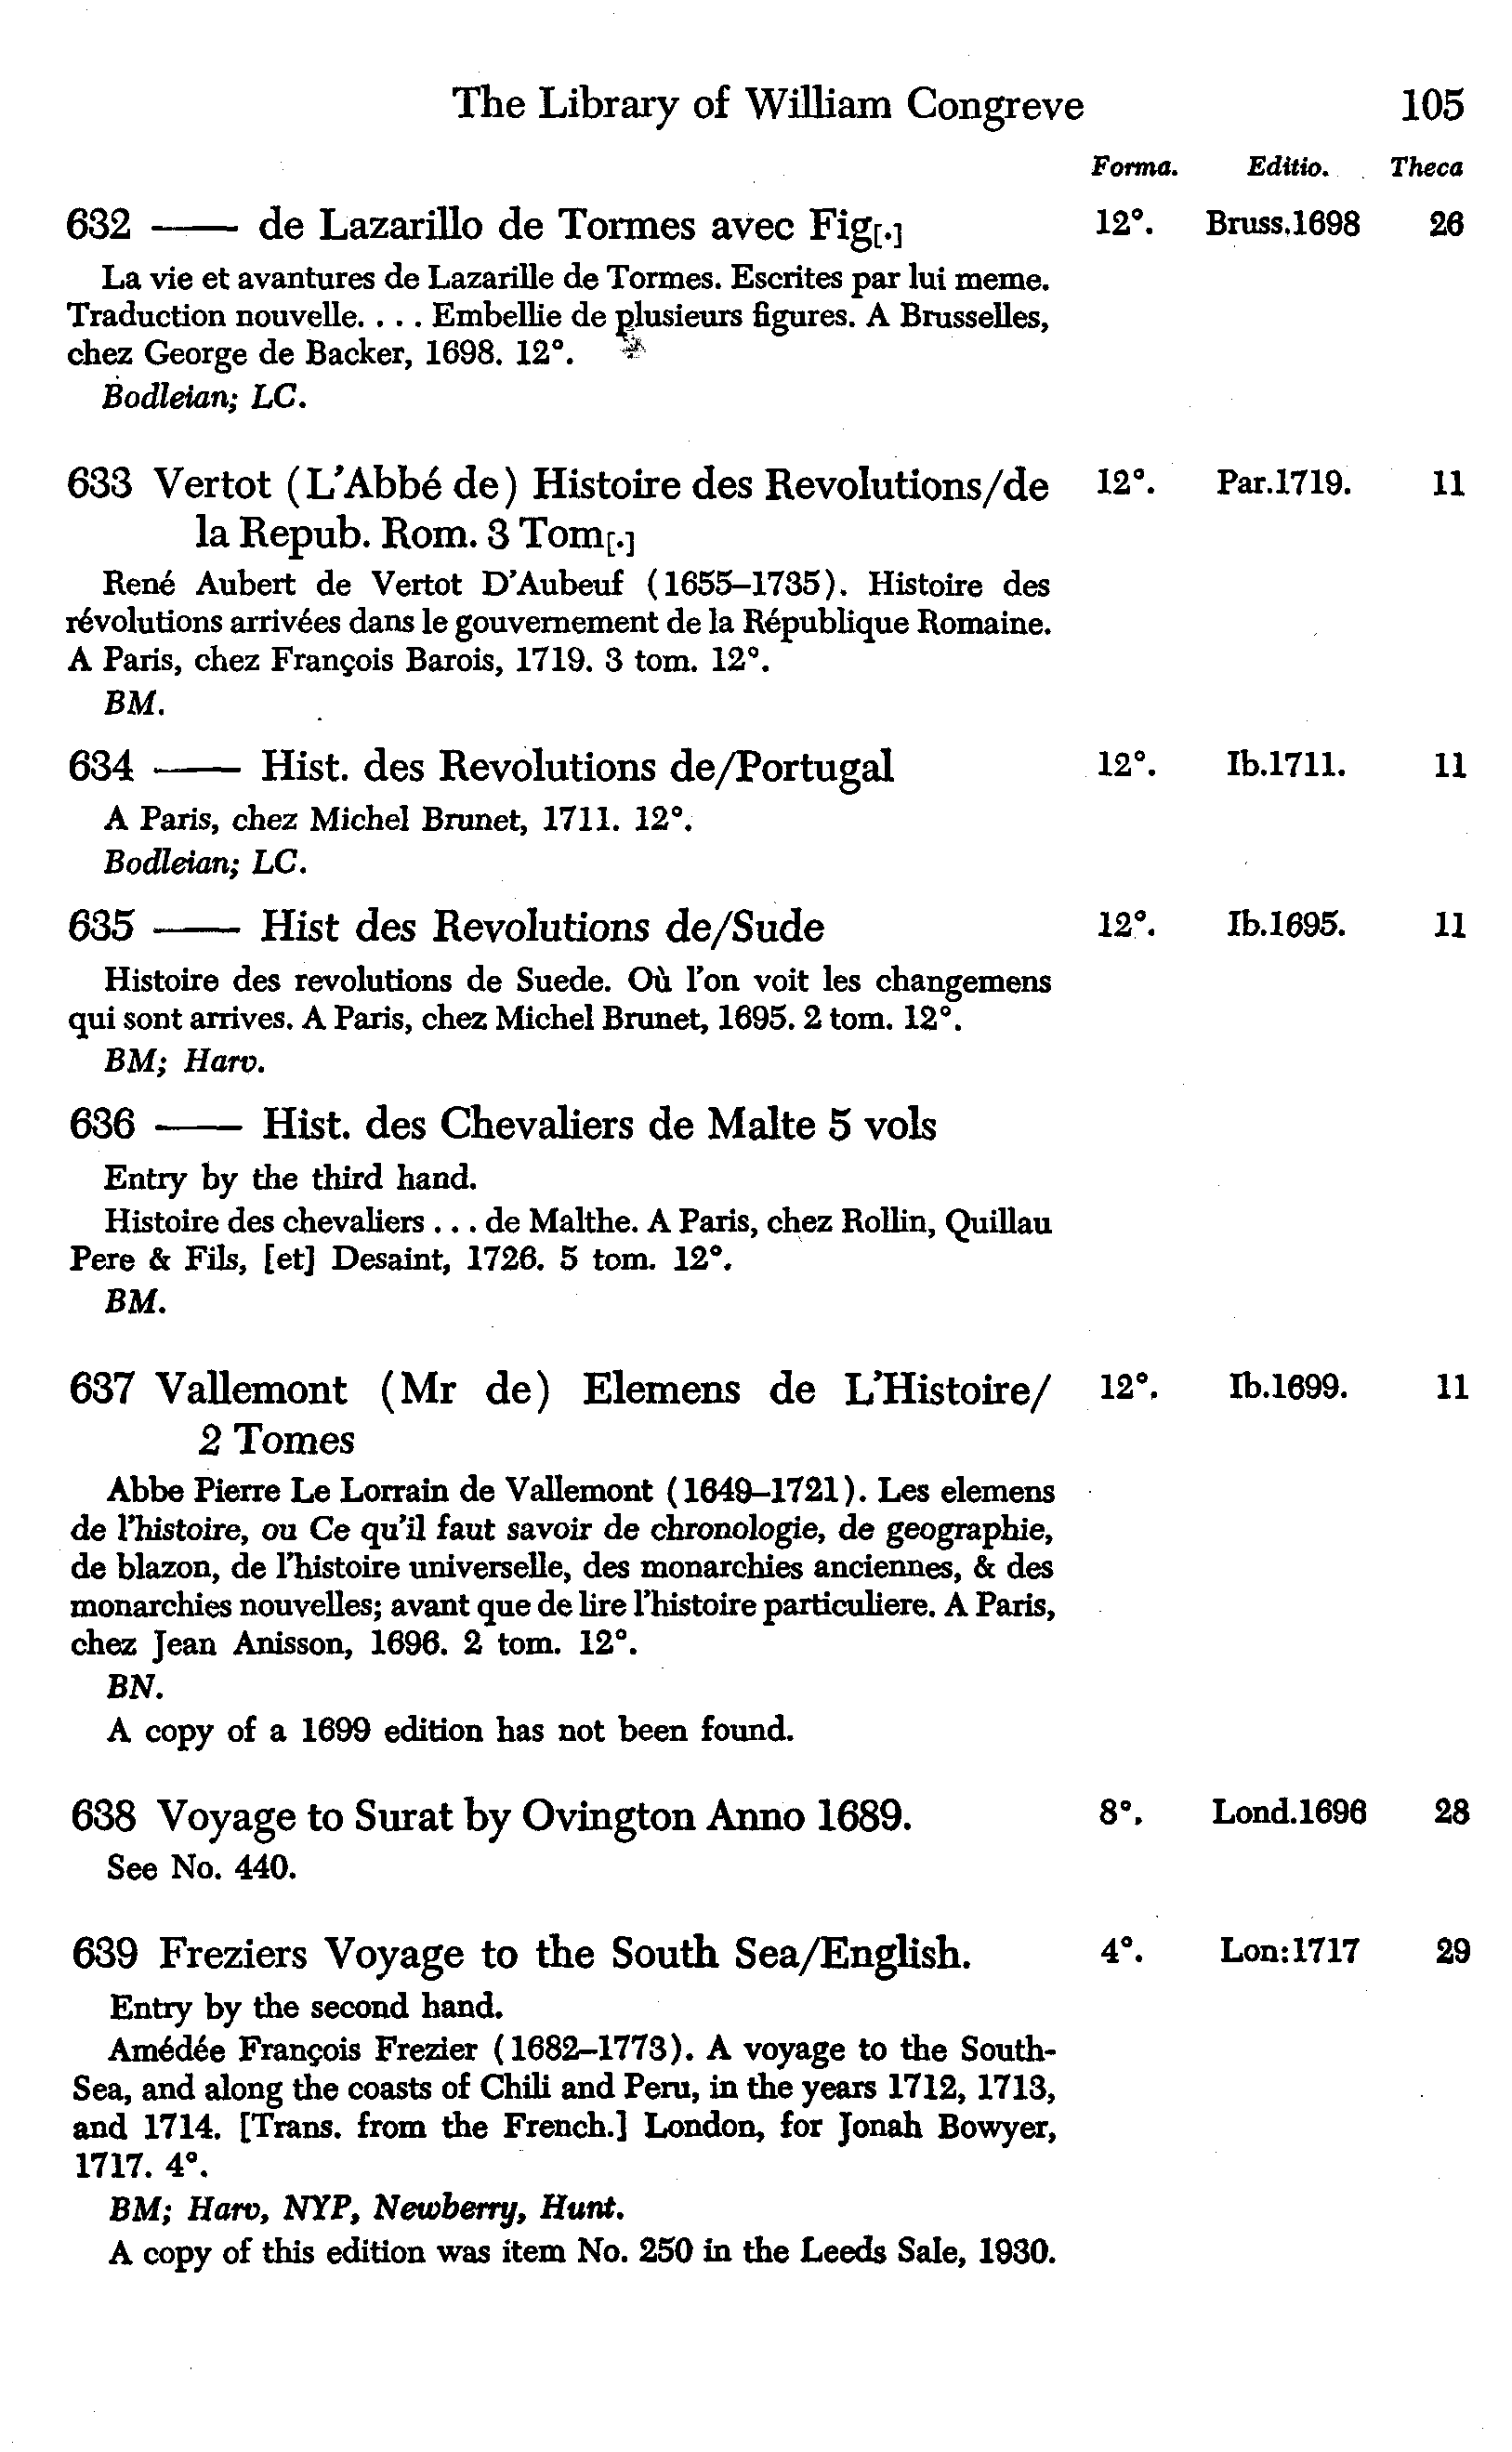 The Library of William Congreve 105
Forma. Editio. Theca
632 —— de Lazarillo de Tormes avec Fig[.] 12°. Bruss.1698 26
La vie et avantures de Lazarille de Tormes. Escrites par lui meme.
Traduction nouvelle. . . . Embellie de plusieurs figures. A Brusselles,
chez George de Backer, 1698. 12°.
Bodleian; LC.
633 Vertot (L'Abbé de) Histoire des Revolutions/de 12°. Par.1719. 11
la Repub. Rom. 3 Tom[.]
René Aubert de Vertot D'Aubeuf (1655–1735). Histoire des
révolutions arrivées dans le gouvernement de la République Romaine.
A Paris, chez François Barois, 1719. 3 tom. 12°.
BM.
634 —— Hist. des Revolutions de/Portugal 12°. Ib.1711. 11
A Paris, chez Michel Brunet, 1711. 12°.
Bodleian; LC.
635 —— Hist des Revolutions de/Sude 12°. Ib.1695. 11
Histoire des revolutions de Suede. Où l'on voit les changemens
qui sont arrives. A Paris, chez Michel Brunet, 1695. 2 tom. 12°.
BM; Harv.
636 —— Hist. des Chevaliers de Malte 5 vols
Entry by the third hand.
Histoire des chevaliers . . . de Malthe. A Paris, chez Rollin, Quillau
Pere & Fils, [et] Desaint, 1726. 5 tom. 12°.
BM.
637 Vallemont (Mr de) Elemens de L'Histoire/ 12°. Ib.1699. 11
2 Tomes
Abbe Pierre Le Lorrain de Vallemont (1649–1721). Les elemens
de l'histoire, ou Ce qu'il faut savoir de chronologie, de geographie,
de blazon, de l'histoire universelle, des monarchies anciennes, & des
monarchies nouvelles; avant que de lire l'histoire particuliere. A Paris,
chez Jean Anisson, 1696. 2 tom. 12°.
BN.
A copy of a 1699 edition has not been found.
638 Voyage to Surat by Ovington Anno 1689. 8°. Lond.1696 28
See No. 440.
639 Freziers Voyage to the South Sea/English. 4°. Lon:1717 29
Entry by the second hand.
Amédée François Frezier (1682–1773). A voyage to the South-
Sea, and along the coasts of Chili and Peru, in the years 1712, 1713,
and 1714. [Trans. from the French.] London, for Jonah Bowyer,
1717. 4°.
BM; Harv, NYP, Newberry, Hunt.
A copy of this edition was item No. 250 in the Leeds Sale, 1930.